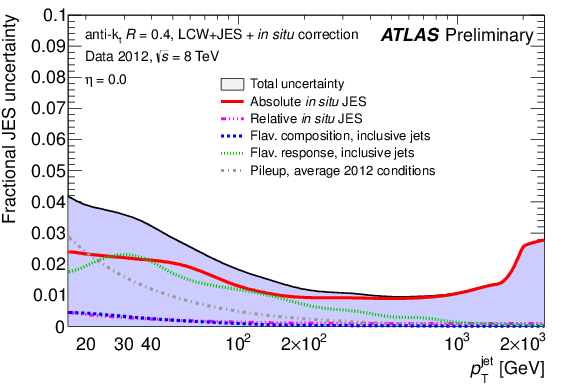 Fractional JES uncertainty
0.1
0.09
0.08
0.07
0.06
0.05
0.04
0.03
0.02
0.01
0
anti-kt R = 0.4, LCW+JES + in situ correction
ATLAS Preliminary
Data 2012, √s = 8 TeV
η = 0.0
Total uncertainty
Absolute in situ JES
Relative in situ JES
Flav. composition, inclusive jets
Flav. response, inclusive jets
Pileup, average 2012 conditions
20 30 40 10² 2×10² 10³ 2×10³
pTjet [GeV]